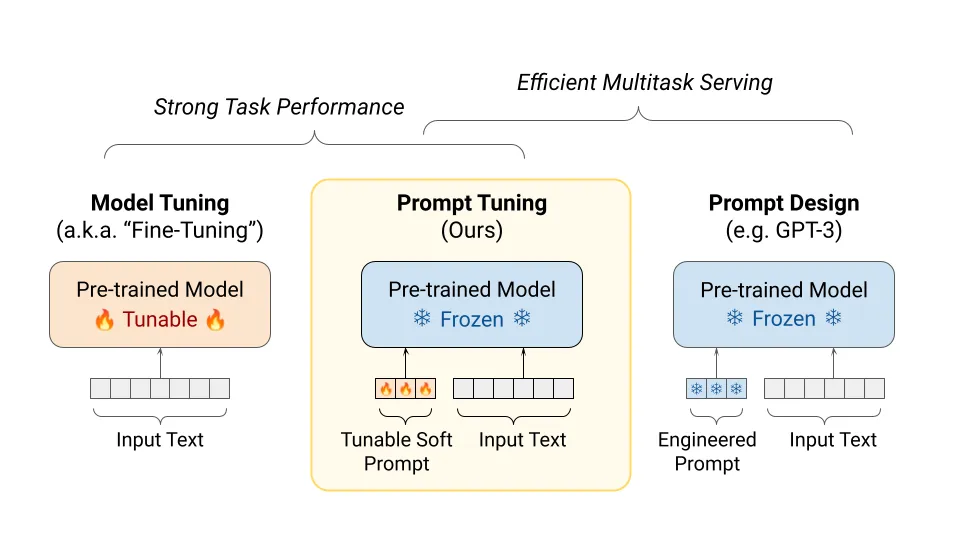 Efficient Multitask Serving
Strong Task Performance
Model Tuning
(a.k.a. “Fine-Tuning”)
Pre-trained Model
Tunable
Input Text
Prompt Tuning
(Ours)
Pre-trained Model
Frozen
Tunable Soft
Prompt
Input Text
Prompt Design
(e.g. GPT-3)
Pre-trained Model
Frozen
Engineered
Prompt
Input Text